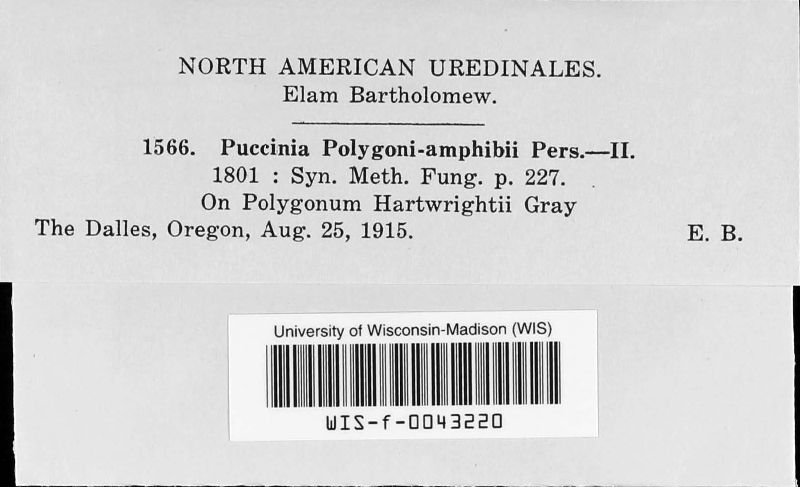 NORTH AMERICAN UREDINALES.
Elam Bartholomew.
1566. Puccinia Polygoni-amphibii Pers.—II.
1801 : Syn. Meth. Fung. p. 227.
On Polygonum Hartwrightii Gray
The Dalles, Oregon, Aug. 25, 1915. E. B.
University of Wisconsin-Madison (WIS)
WIS-f-0043220